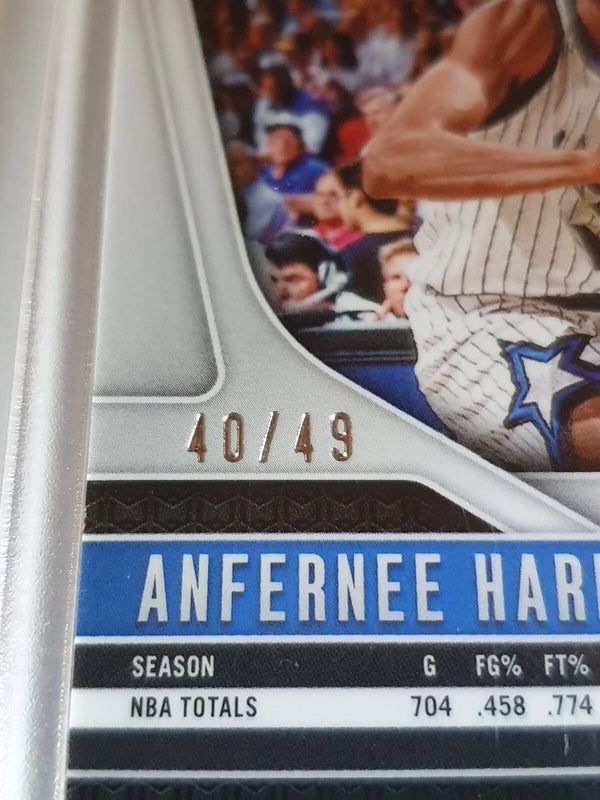 40/49
ANFERNEE HAR
SEASON G FG% FT%
NBA TOTALS 704 .458 .774